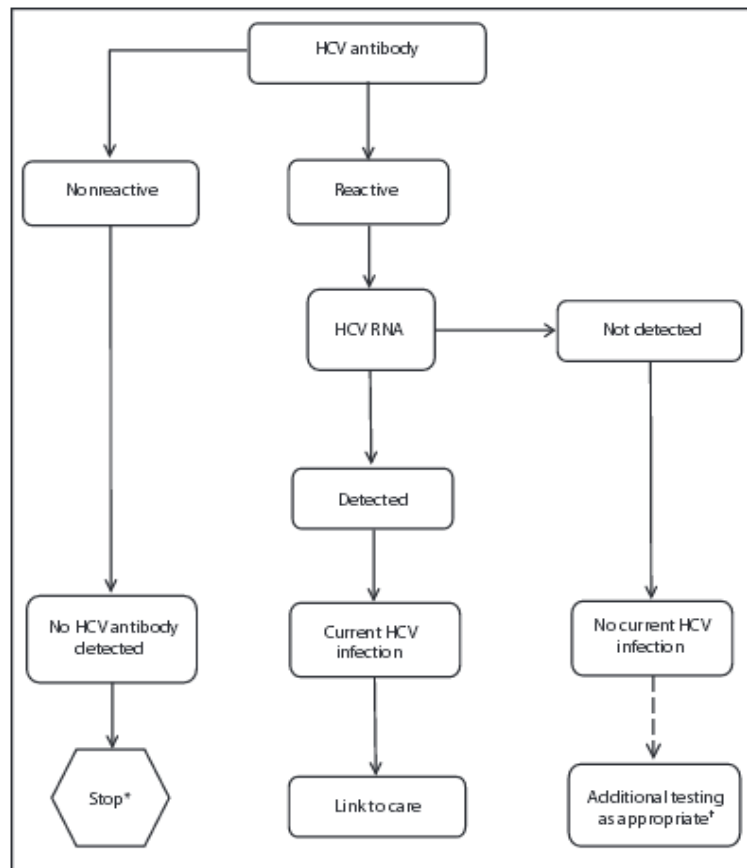 HCV antibody
Nonreactive
Reactive
HCV RNA
Not detected
Detected
No HCV antibody
detected
Current HCV
infection
No current HCV
infection
Stop*
Link to care
Additional testing
as appropriate†